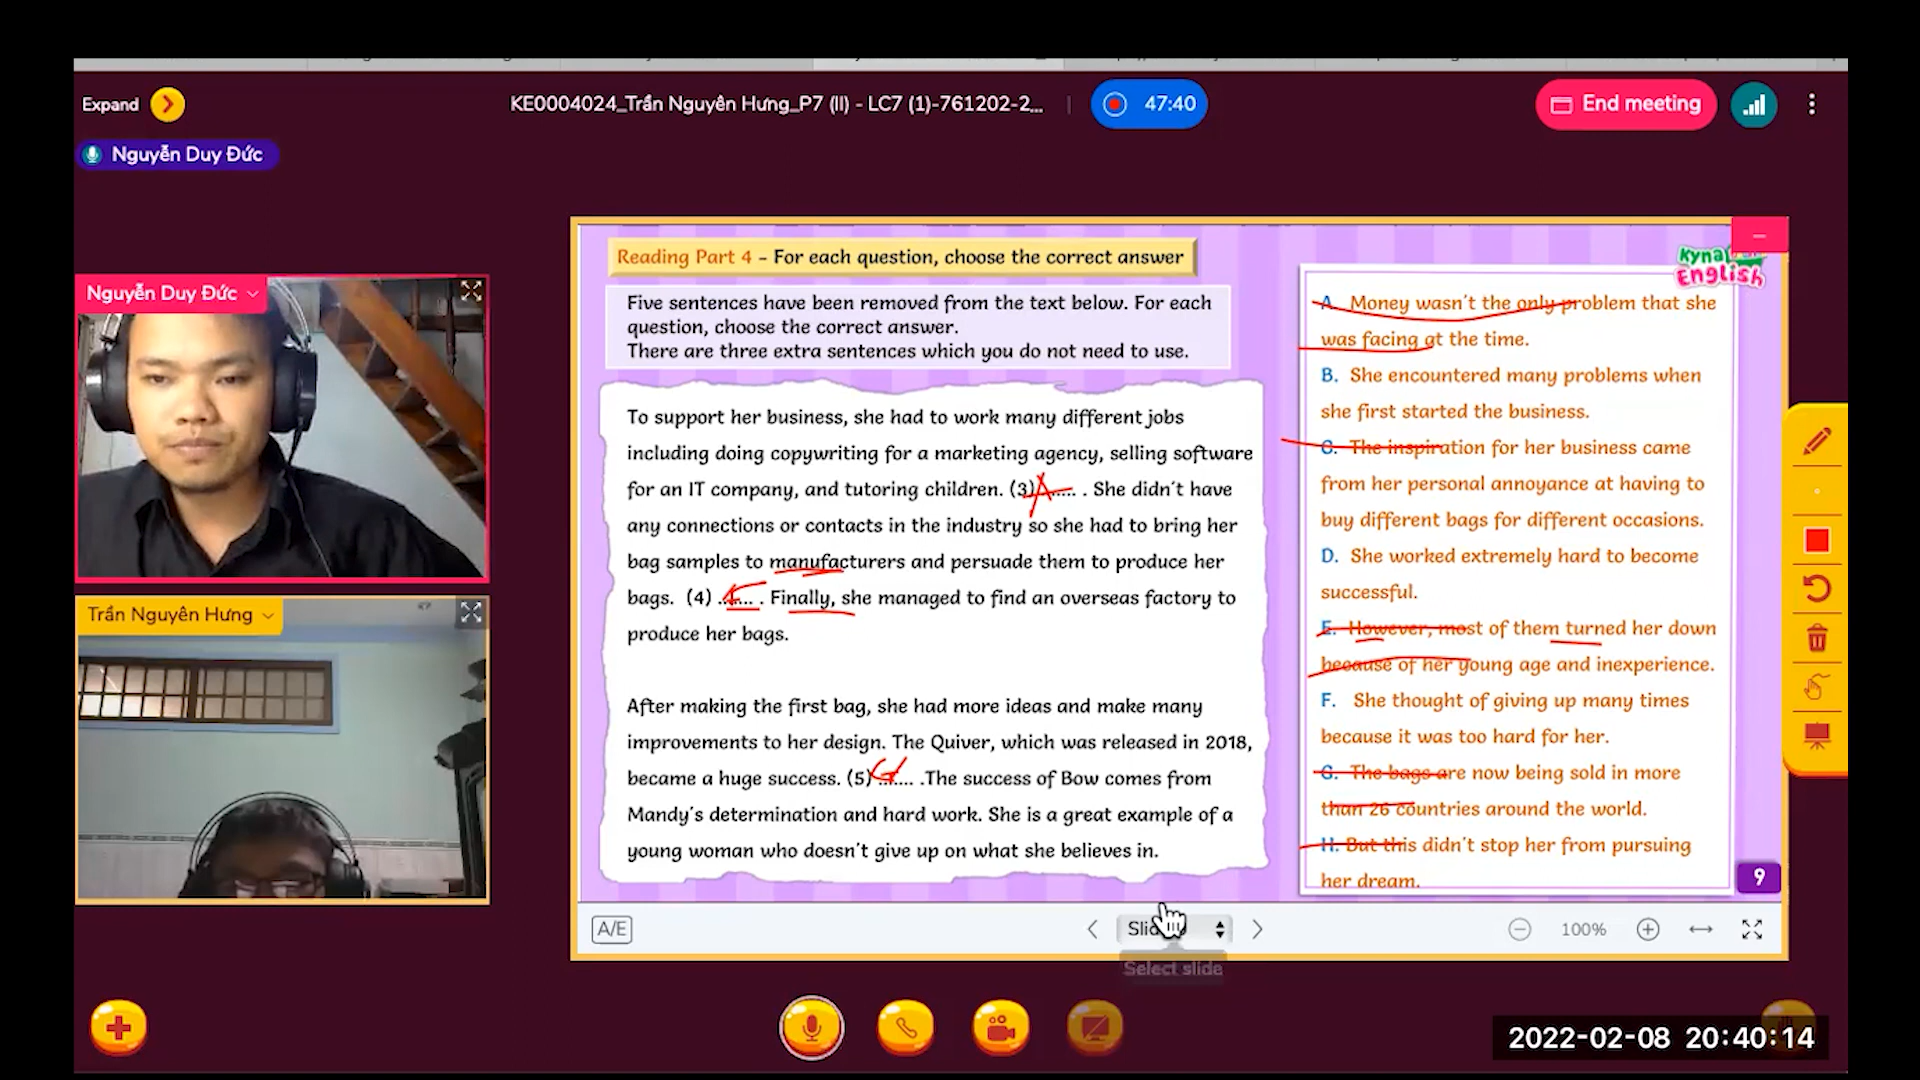 Expand
KE0004024_Trần Nguyên Hưng_P7 (II) - LC7 (1)-761202-2...
47:40
End meeting
Nguyễn Duy Đức
Nguyễn Duy Đức
Trần Nguyên Hưng
Reading Part 4 - For each question, choose the correct answer
Five sentences have been removed from the text below. For each
question, choose the correct answer.
There are three extra sentences which you do not need to use.
To support her business, she had to work many different jobs
including doing copywriting for a marketing agency, selling software
for an IT company, and tutoring children. (3) A ..... . She didn't have
any connections or contacts in the industry so she had to bring her
bag samples to manufacturers and persuade them to produce her
bags. (4) ....... . Finally, she managed to find an overseas factory to
produce her bags.
After making the first bag, she had more ideas and make many
improvements to her design. The Quiver, which was released in 2018,
became a huge success. (5) G ..... .The success of Bow comes from
Mandy's determination and hard work. She is a great example of a
young woman who doesn't give up on what she believes in.
English
A. Money wasn't the only problem that she
was facing at the time.
B. She encountered many problems when
she first started the business.
C. The inspiration for her business came
from her personal annoyance at having to
buy different bags for different occasions.
D. She worked extremely hard to become
successful.
E. However, most of them turned her down
because of her young age and inexperience.
F. She thought of giving up many times
because it was too hard for her.
G. The bags are now being sold in more
than 26 countries around the world.
H. But this didn't stop her from pursuing
her dream.
9
A/E
100%
Select slide
2022-02-08 20:40:14